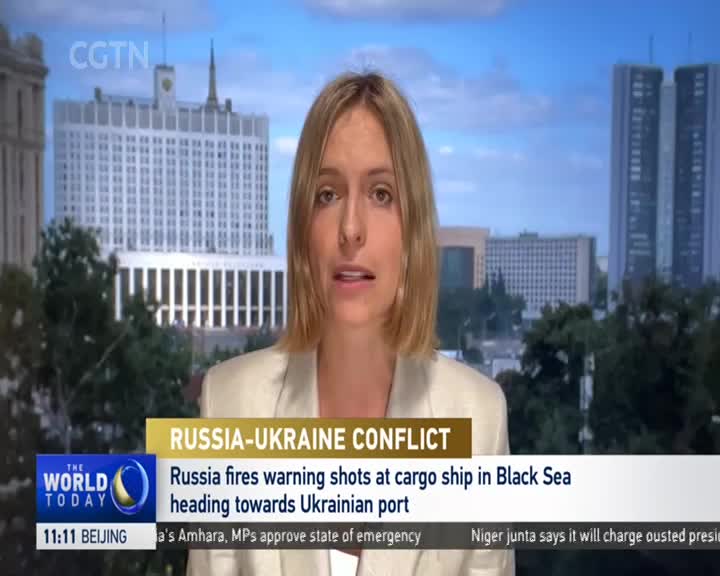 CGTN
RUSSIA-UKRAINE CONFLICT
THE
WORLD
TODAY
Russia fires warning shots at cargo ship in Black Sea
heading towards Ukrainian port
11:11 BEIJING
ia's Amhara, MPs approve state of emergency Niger junta says it will charge ousted presi